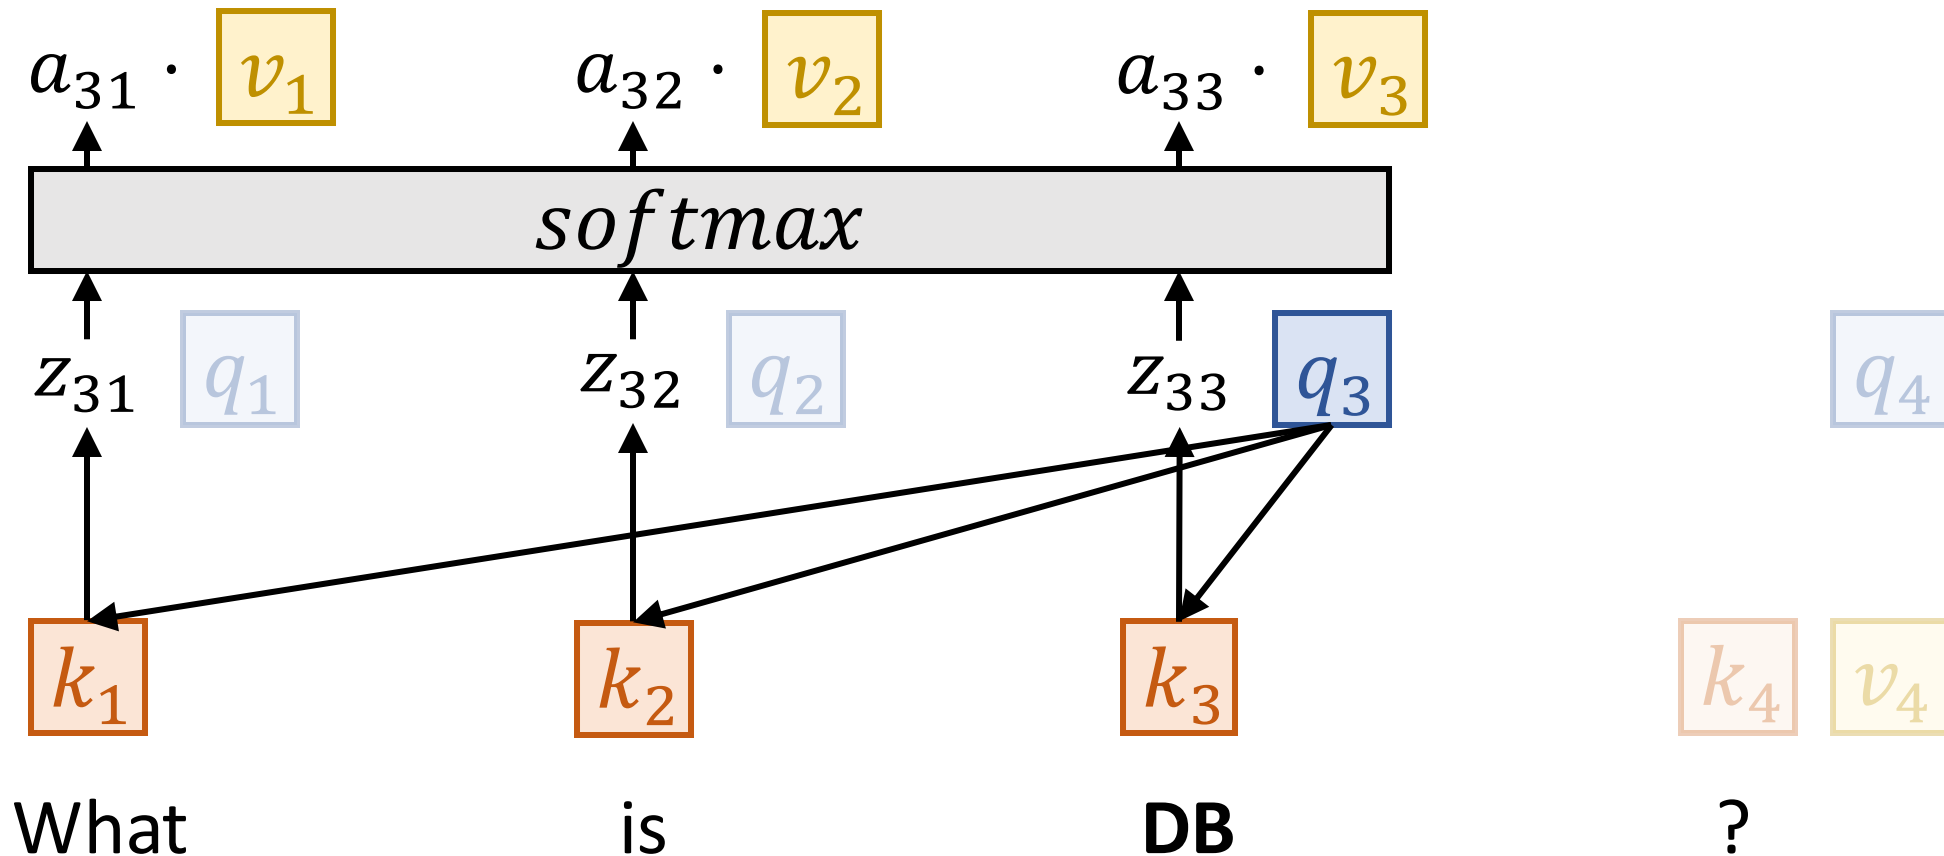 a₃₁ · v₁ a₃₂ · v₂ a₃₃ · v₃
softmax
z₃₁ q₁ z₃₂ q₂ z₃₃ q₃ q₄
k₁ k₂ k₃ k₄ v₄
What is DB ?